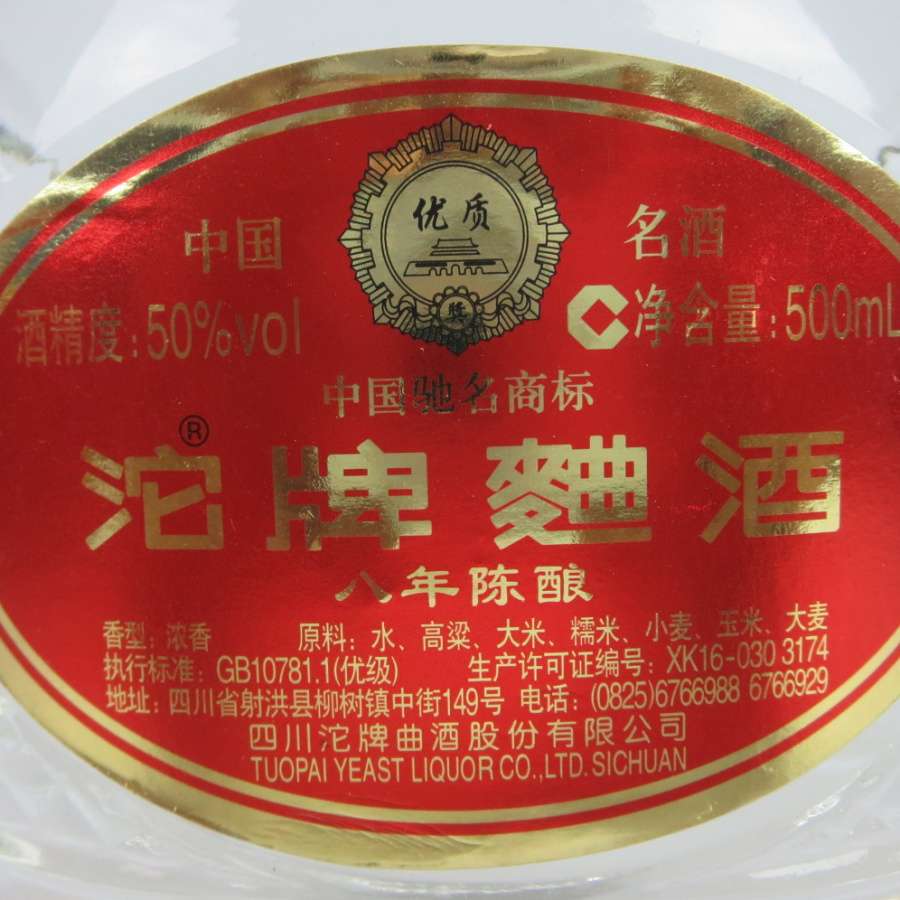 优质
奖
中国 名酒
酒精度:50%vol 净含量:500mL
中国驰名商标
®
沱牌麯酒
八年陈酿
香型:浓香 原料:水、高粱、大米、糯米、小麦、玉米、大麦
执行标准:GB10781.1(优级) 生产许可证编号:XK16-030 3174
地址:四川省射洪县柳树镇中街149号 电话:(0825)6766988 6766929
四川沱牌曲酒股份有限公司
TUOPAI YEAST LIQUOR CO.,LTD.SICHUAN